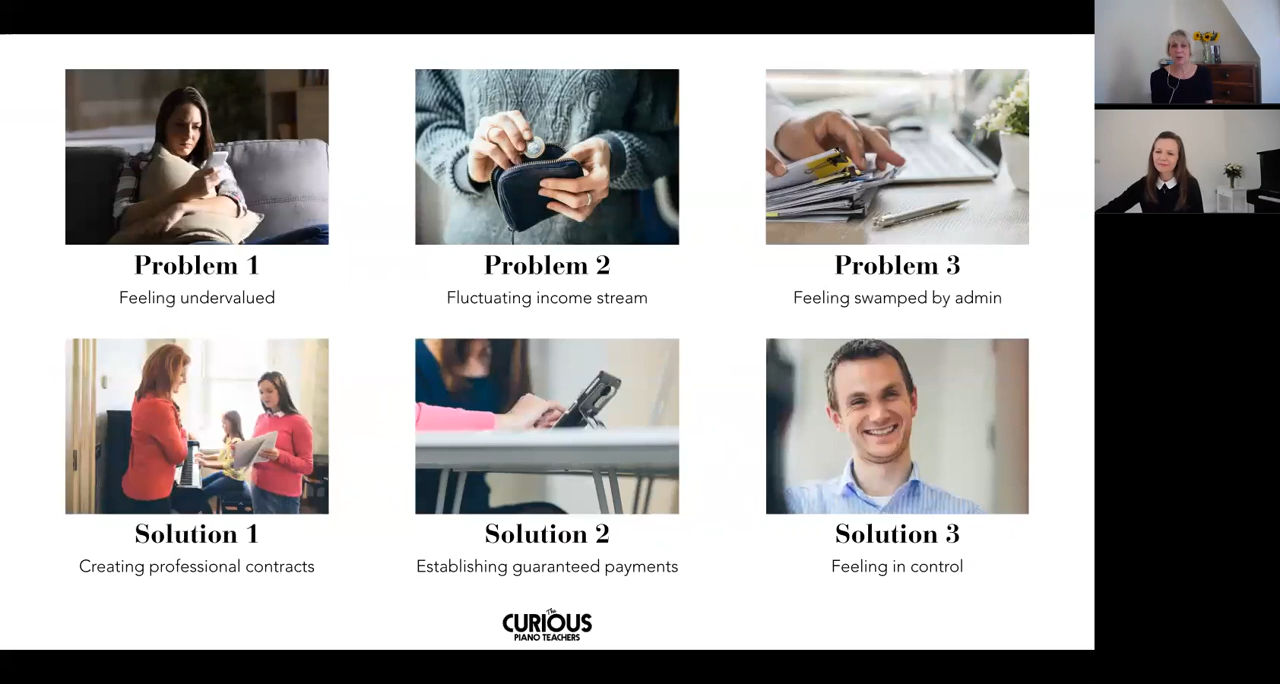 Problem 1
Feeling undervalued
Problem 2
Fluctuating income stream
Problem 3
Feeling swamped by admin
Solution 1
Creating professional contracts
Solution 2
Establishing guaranteed payments
Solution 3
Feeling in control
The
CURIOUS
PIANO TEACHERS